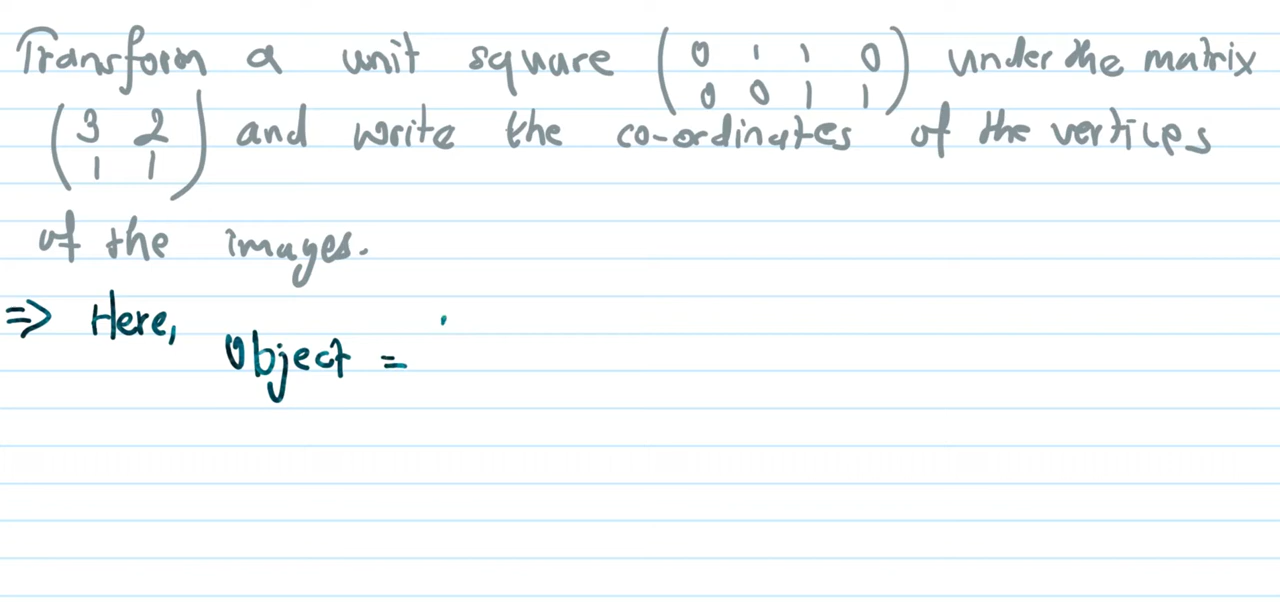 Transform a unit square (0 1 1 0 under the matrix
0 0 1 1)
(3 2 and write the co-ordinates of the vertices
1 1)
of the images.
=> Here,
Object =